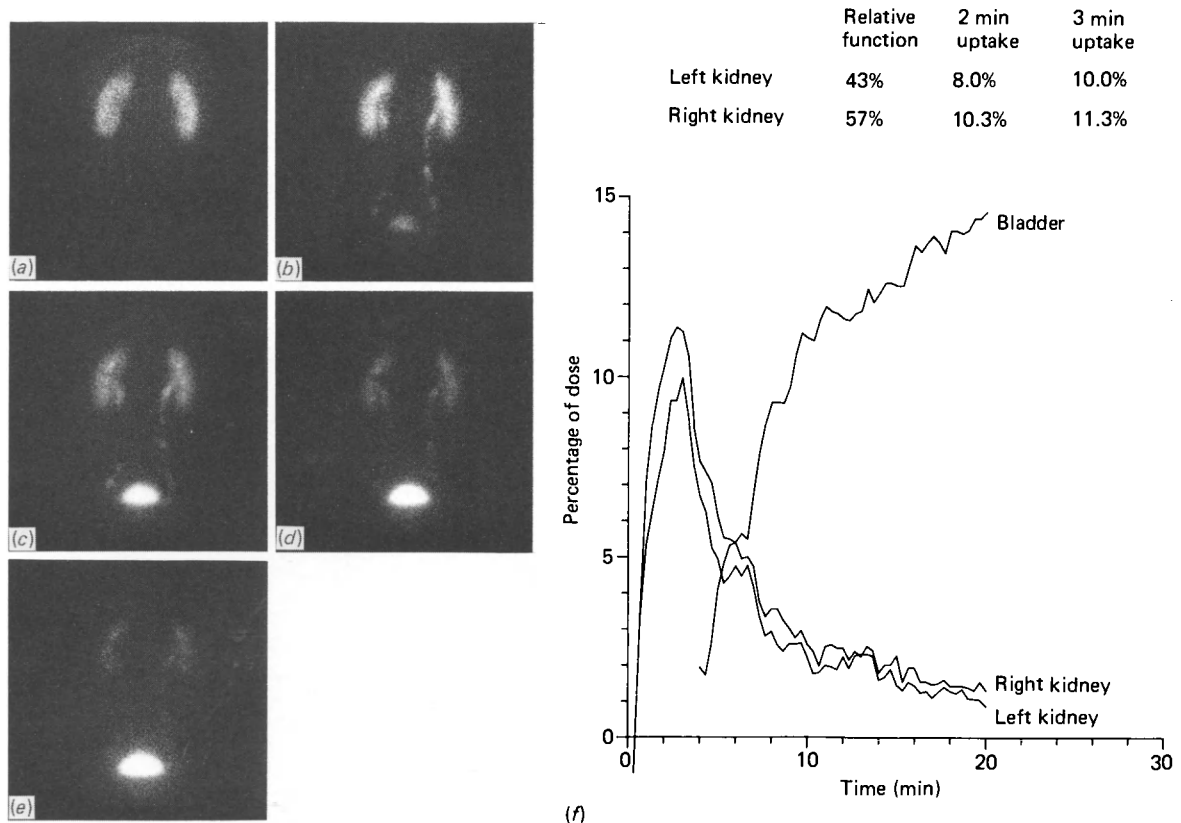 (a)
(b)
(c)
(d)
(e)
Relative function 2 min uptake 3 min uptake
Left kidney 43% 8.0% 10.0%
Right kidney 57% 10.3% 11.3%
15
Bladder
10
Percentage of dose
5
Right kidney
Left kidney
0
0 10 20 30
Time (min)
(f)